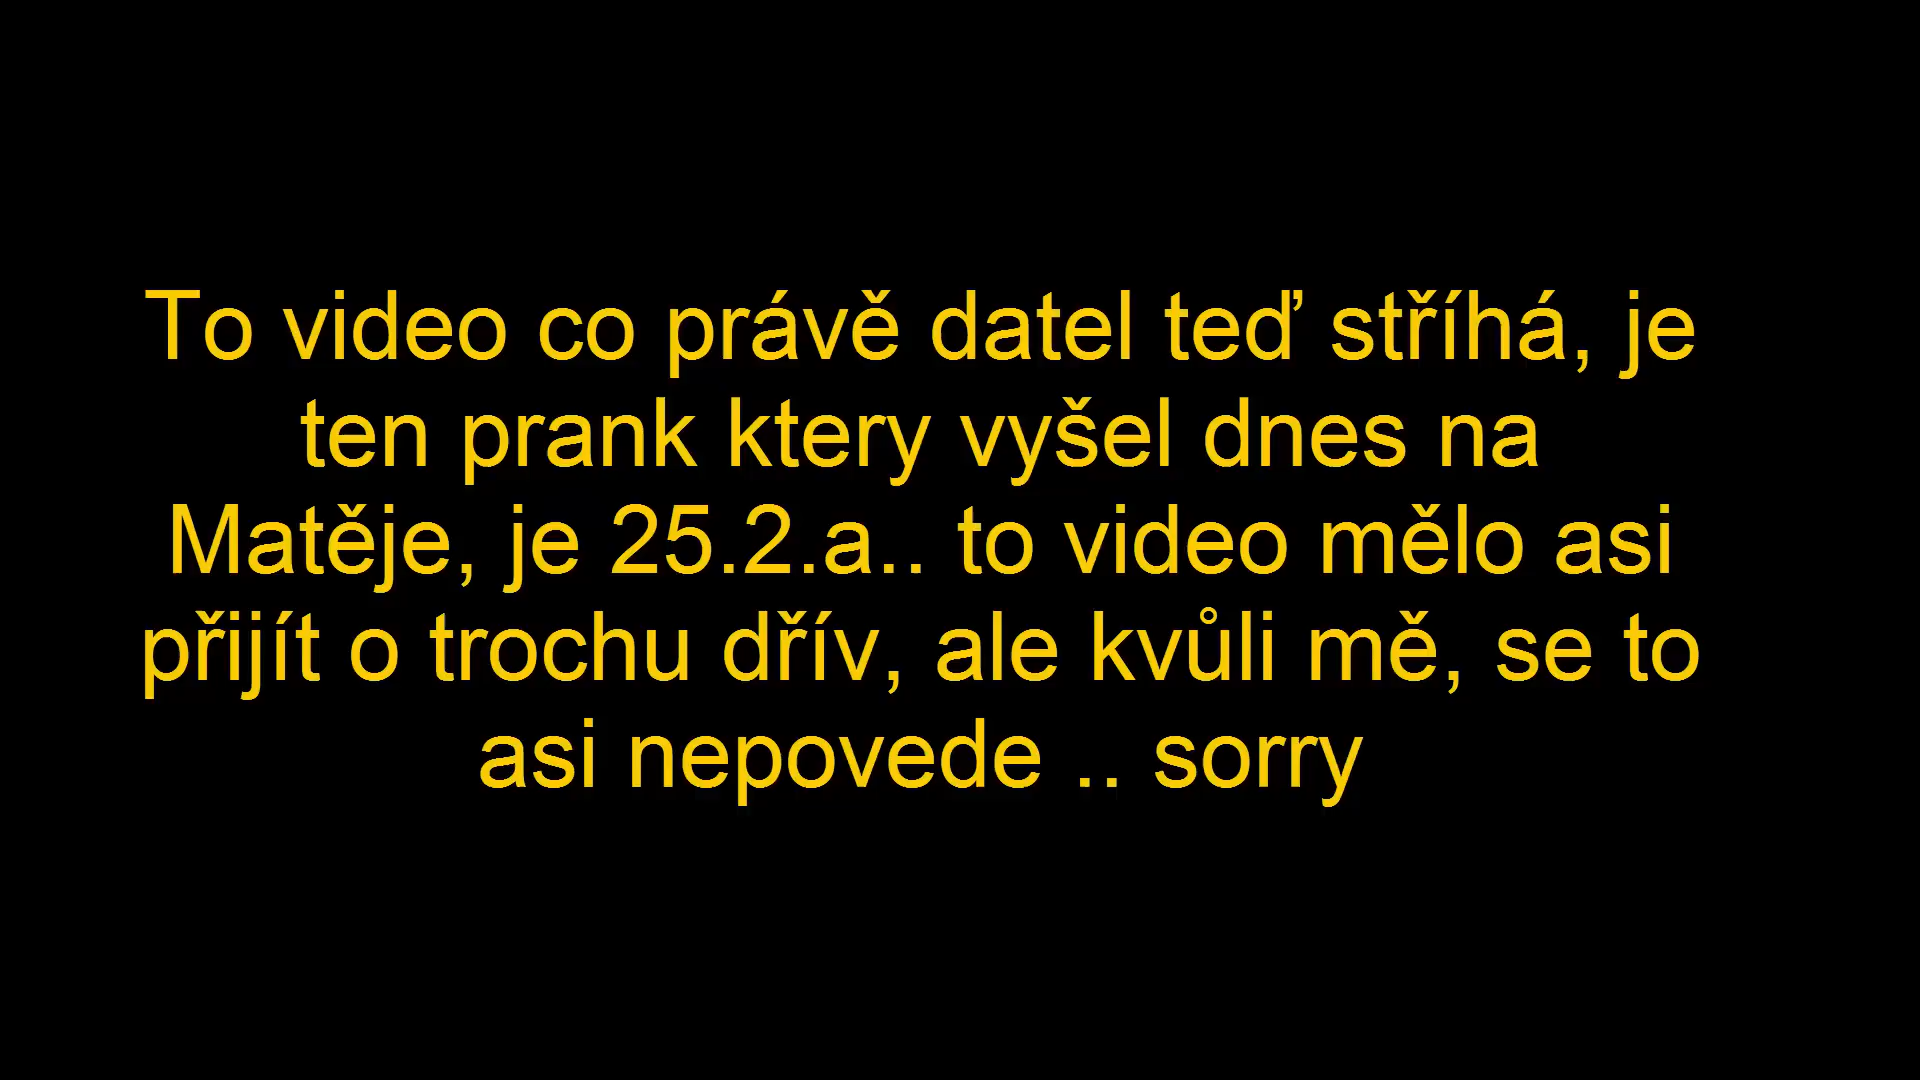 To video co právě datel teď stříhá, je
ten prank ktery vyšel dnes na
Matěje, je 25.2.a.. to video mělo asi
přijít o trochu dřív, ale kvůli mě, se to
asi nepovede .. sorry